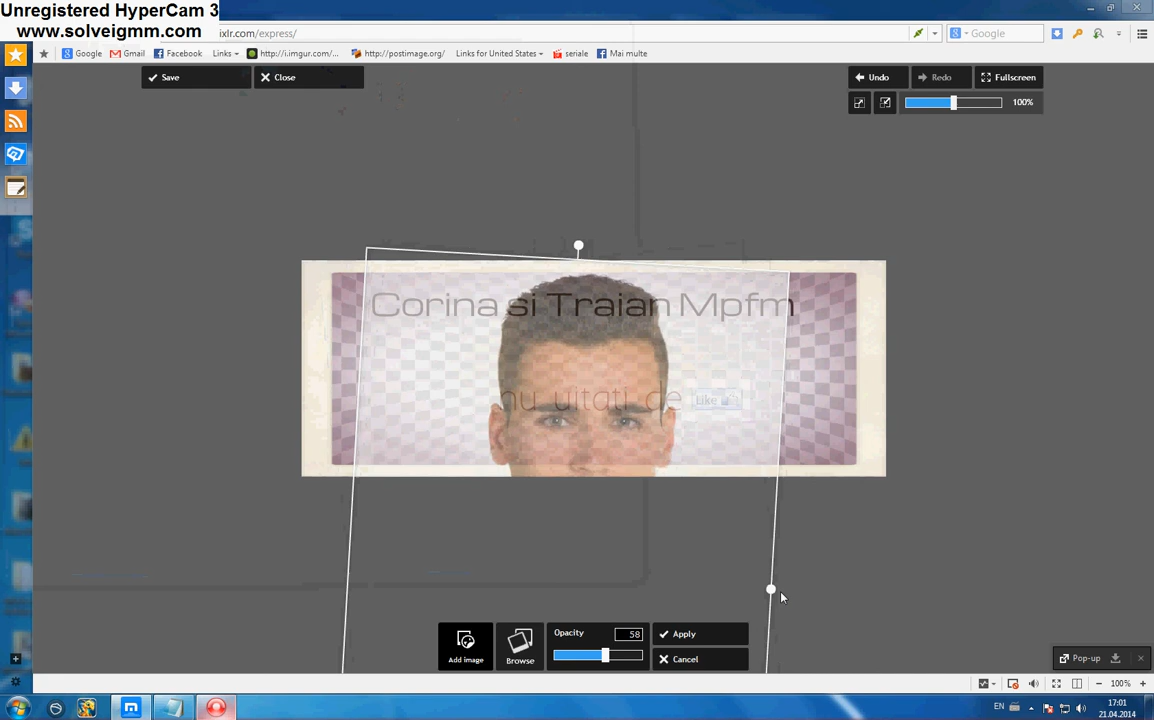 Unregistered HyperCam 3
www.solveigmm.com
ixlr.com/express/
Google
Google
Gmail
Facebook
Links
http://i.imgur.com/...
http://postimage.org/
Links for United States
seriale
Mai multe
Save
Close
Undo
Redo
Fullscreen
100%
Corina si Traian Mpfm
nu uitati de
Like
Add image
Browse
Opacity
58
Apply
Cancel
Pop-up
100%
EN
17:01
21.04.2014